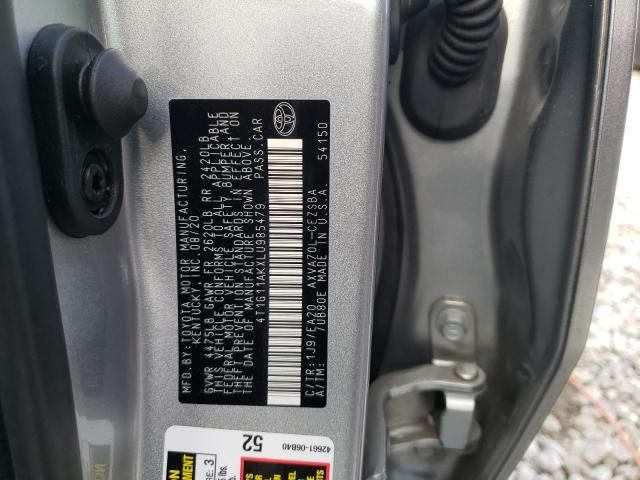 MFD.BY:TOYOTA MOTOR MANUFACTURING,
KENTUCKY, INC. 08/20
GVWR 4475LB GAWR FR 2620LB RR 2420LB
THIS VEHICLE CONFORMS TO ALL APPLICABLE
FEDERAL MOTOR VEHICLE SAFETY, BUMPER AND
THEFT PREVENTION STANDARDS IN EFFECT ON
THE DATE OF MANUFACTURE SHOWN ABOVE.
4T1G11AKXLU985479 PASS.CAR
C/TR: 1J9/EA20 AXVA70L-CEZSBA
A/TM: /UB80E MADE IN U.S.A. 54150
52
42661-06B40